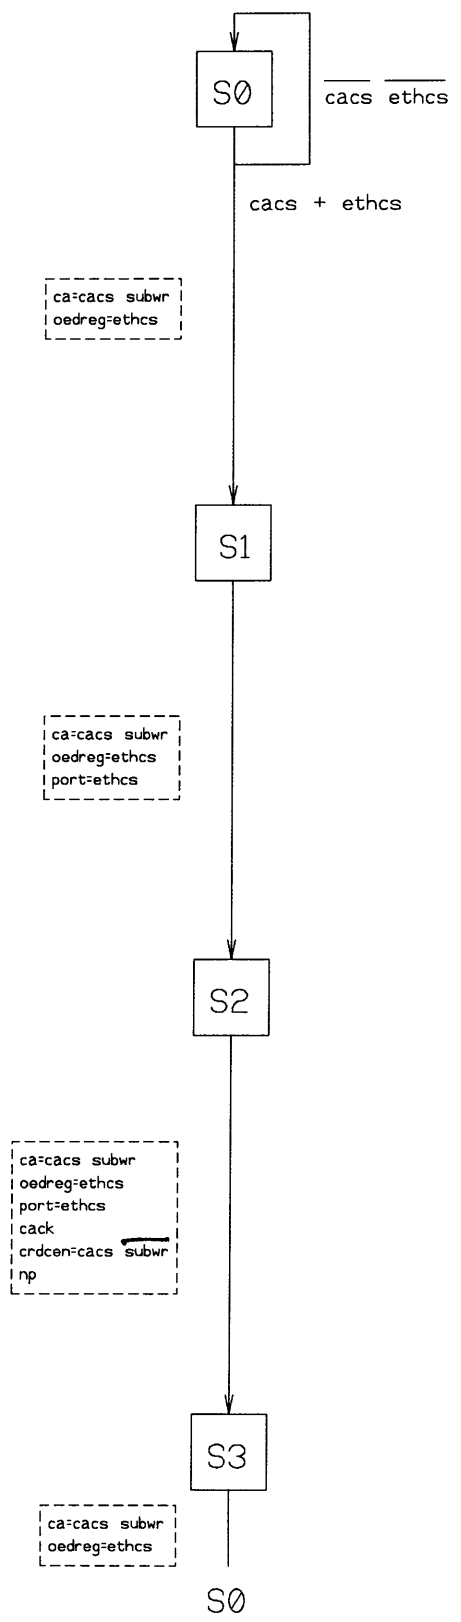 S0
cacs ethcs
cacs + ethcs
ca=cacs subwr
oedreg=ethcs
S1
ca=cacs subwr
oedreg=ethcs
port=ethcs
S2
ca=cacs subwr
oedreg=ethcs
port=ethcs
cack
crdcen=cacs subwr
np
S3
ca=cacs subwr
oedreg=ethcs
S0